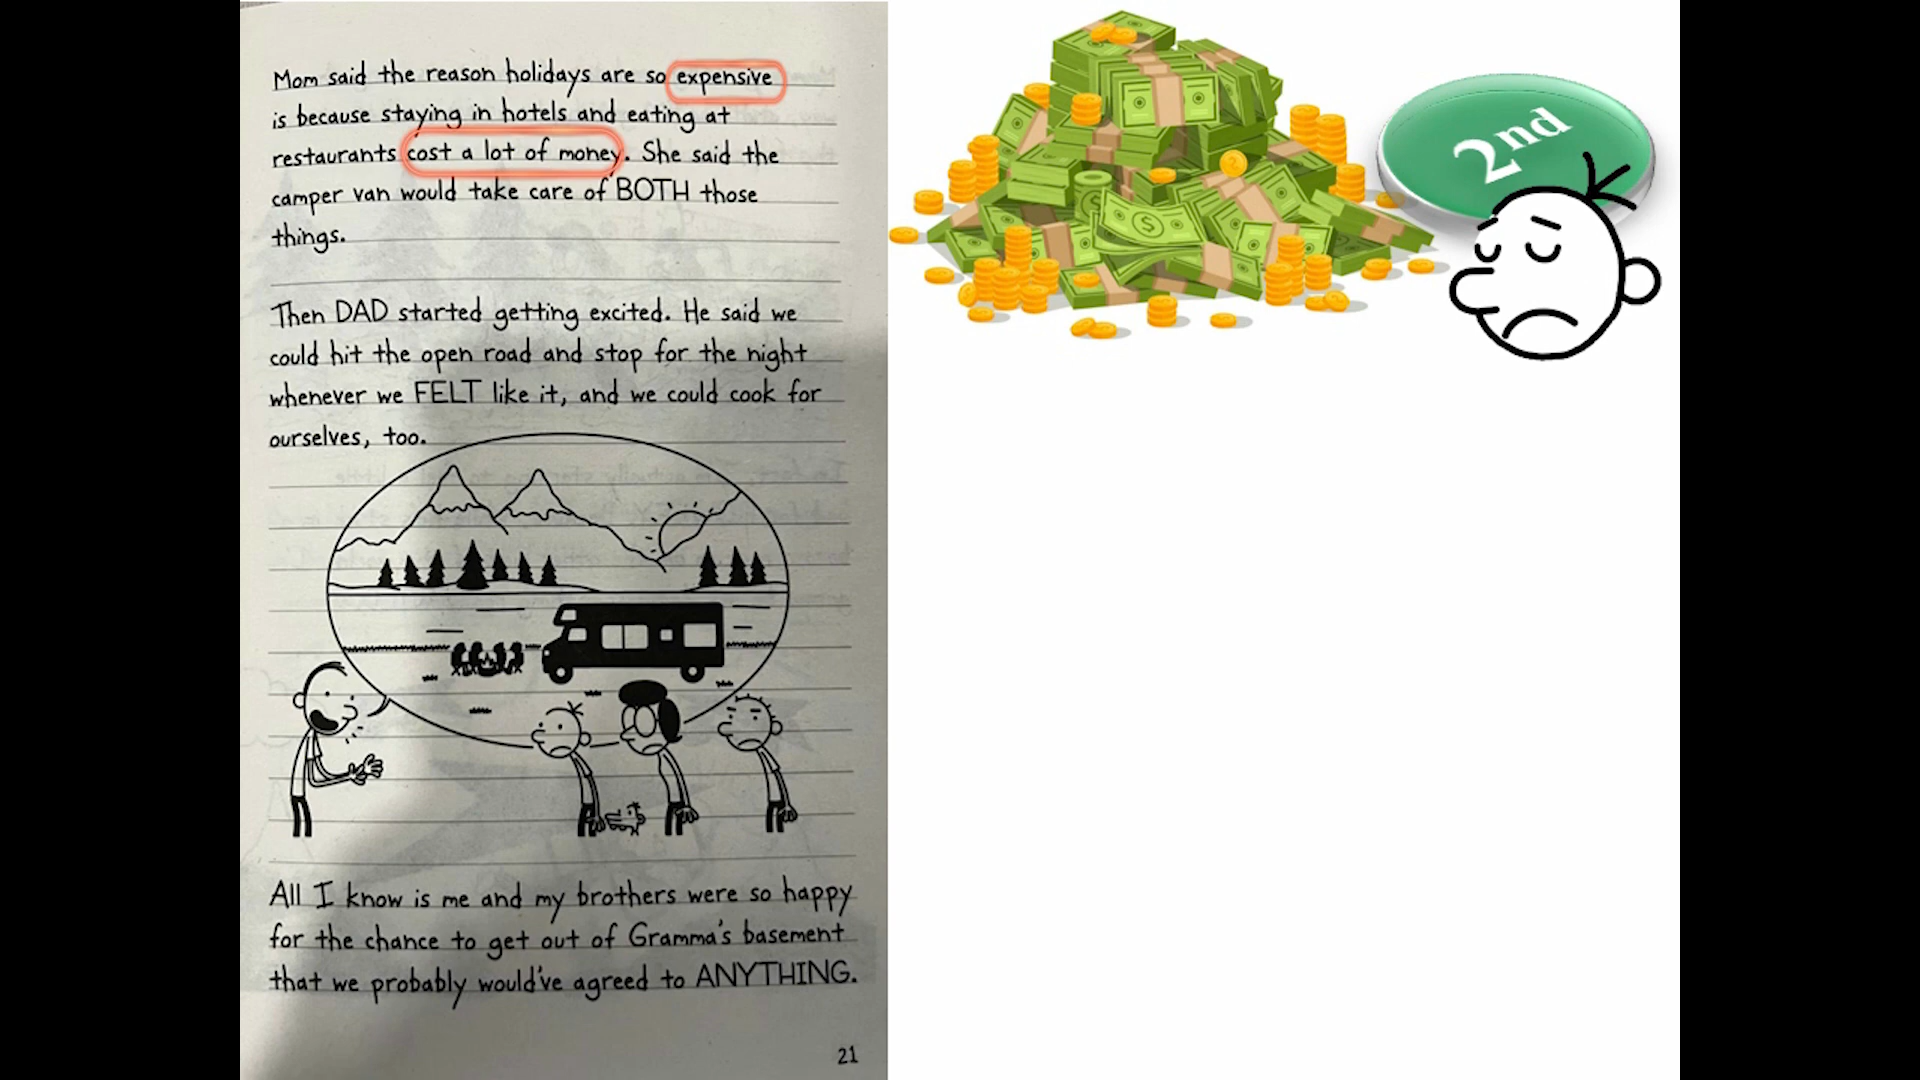 Mom said the reason holidays are so expensive
is because staying in hotels and eating at
restaurants cost a lot of money. She said the
camper van would take care of BOTH those
things.
Then DAD started getting excited. He said we
could hit the open road and stop for the night
whenever we FELT like it, and we could cook for
ourselves, too.
All I know is me and my brothers were so happy
for the chance to get out of Gramma's basement
that we probably would've agreed to ANYTHING.
21
2nd